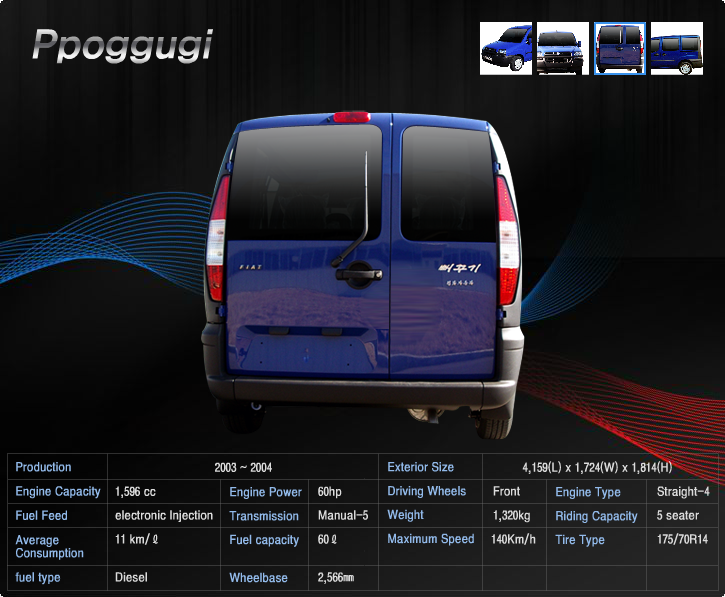 Ppoggugi
FIAT
뻐꾸기
Production 2003 ~ 2004 Exterior Size 4,159(L) x 1,724(W) x 1,814(H)
Engine Capacity 1,596 cc Engine Power 60hp Driving Wheels Front Engine Type Straight-4
Fuel Feed electronic Injection Transmission Manual-5 Weight 1,320kg Riding Capacity 5 seater
Average Consumption 11 km/ℓ Fuel capacity 60ℓ Maximum Speed 140Km/h Tire Type 175/70R14
fuel type Diesel Wheelbase 2,566㎜